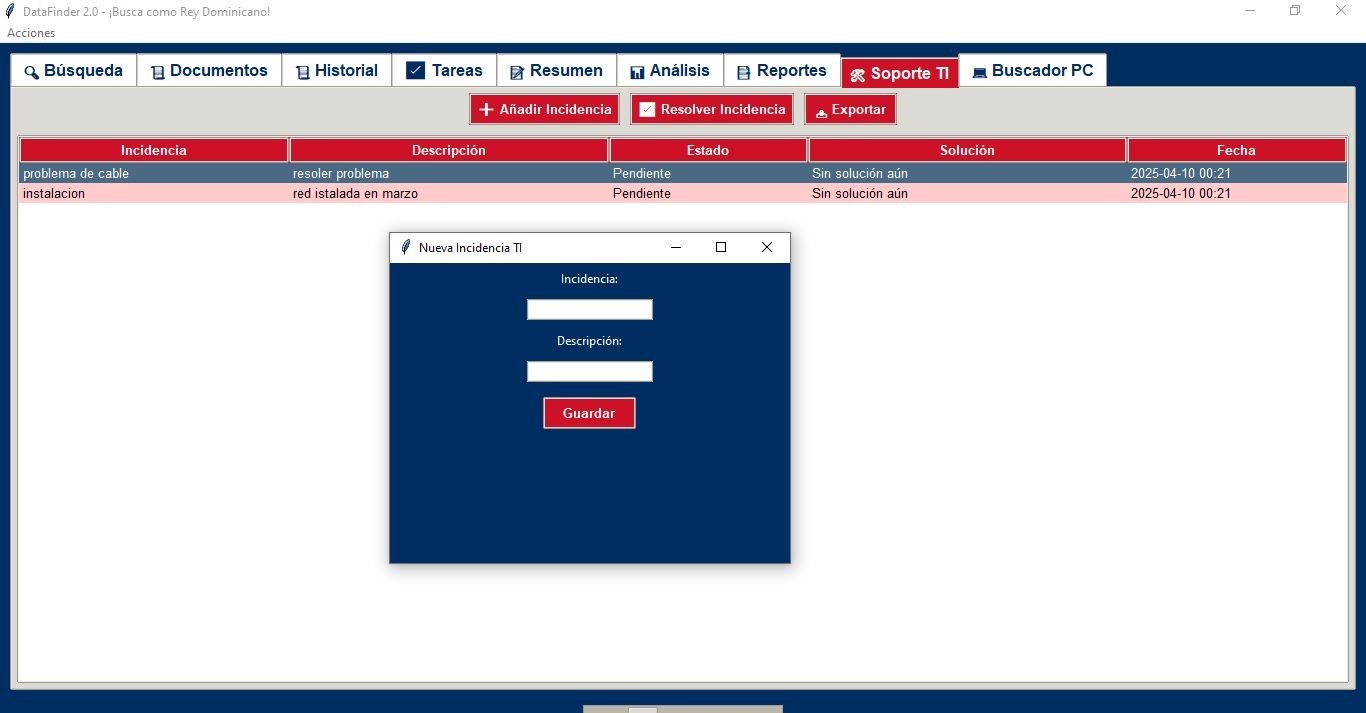 DataFinder 2.0 - ¡Busca como Rey Dominicano!
Acciones
Búsqueda Documentos Historial Tareas Resumen Análisis Reportes Soporte TI Buscador PC
Añadir Incidencia Resolver Incidencia Exportar
Incidencia Descripción Estado Solución Fecha
problema de cable resoler problema Pendiente Sin solución aún 2025-04-10 00:21
instalacion red istalada en marzo Pendiente Sin solución aún 2025-04-10 00:21
Nueva Incidencia TI
Incidencia:
Descripción:
Guardar